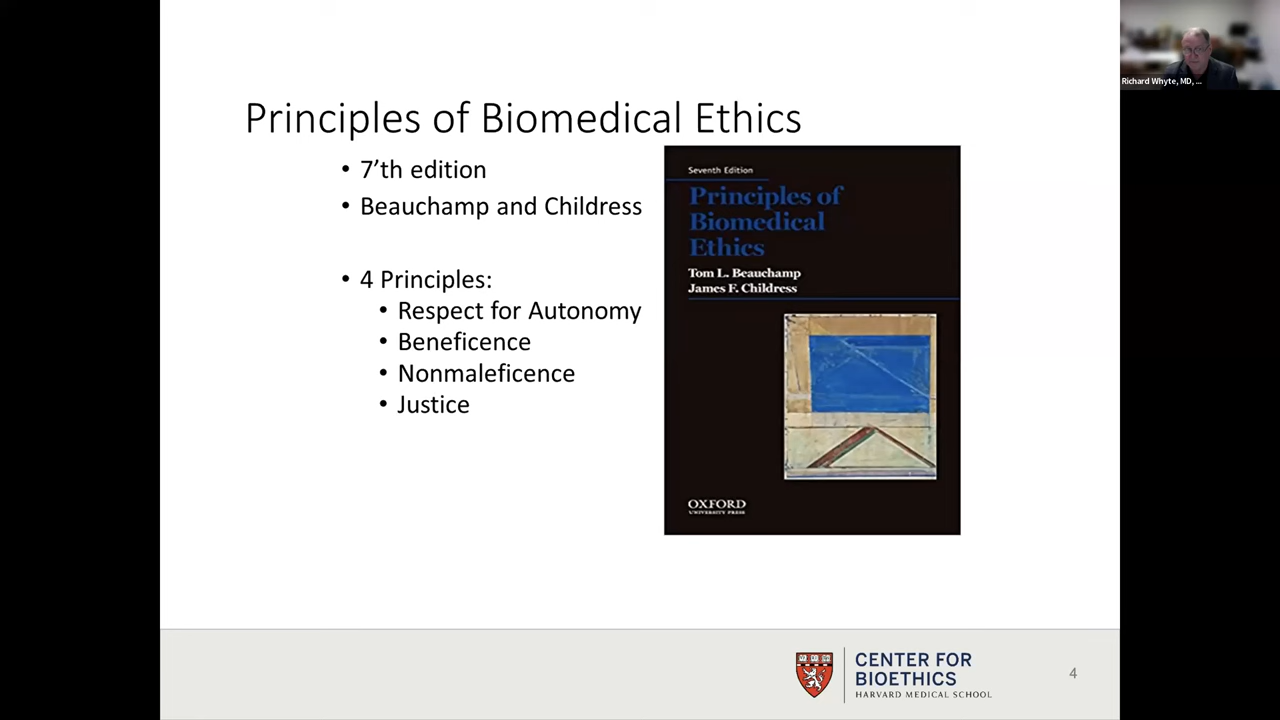 Richard Whyte, MD, ...
Principles of Biomedical Ethics
• 7’th edition
• Beauchamp and Childress
• 4 Principles:
• Respect for Autonomy
• Beneficence
• Nonmaleficence
• Justice
Seventh Edition
Principles of
Biomedical
Ethics
Tom L. Beauchamp
James F. Childress
OXFORD
UNIVERSITY PRESS
CENTER FOR
BIOETHICS
HARVARD MEDICAL SCHOOL
4